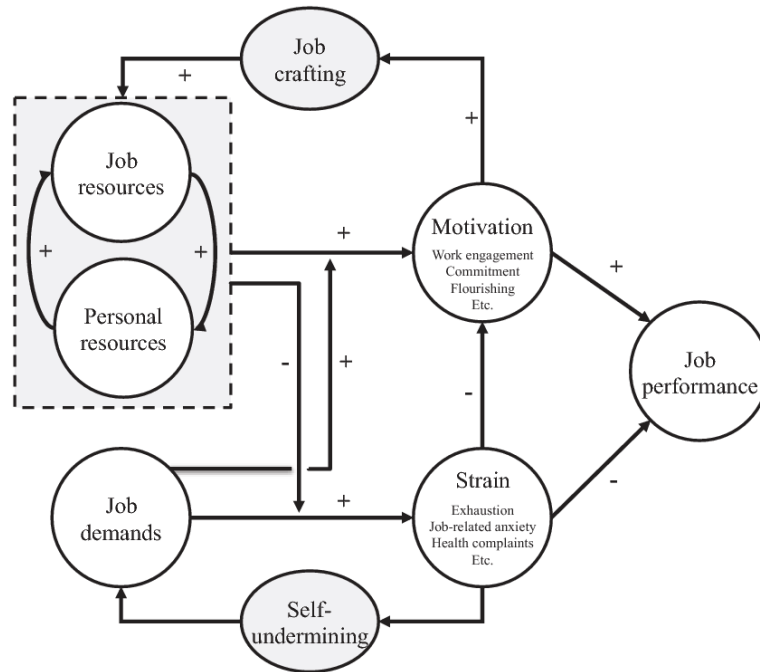 Job
crafting
+
+
Job
resources
+
+
Personal
resources
+
-
+
Motivation
Work engagement
Commitment
Flourishing
Etc.
+
Job
performance
-
-
Job
demands
+
Strain
Exhaustion
Job-related anxiety
Health complaints
Etc.
Self-
undermining